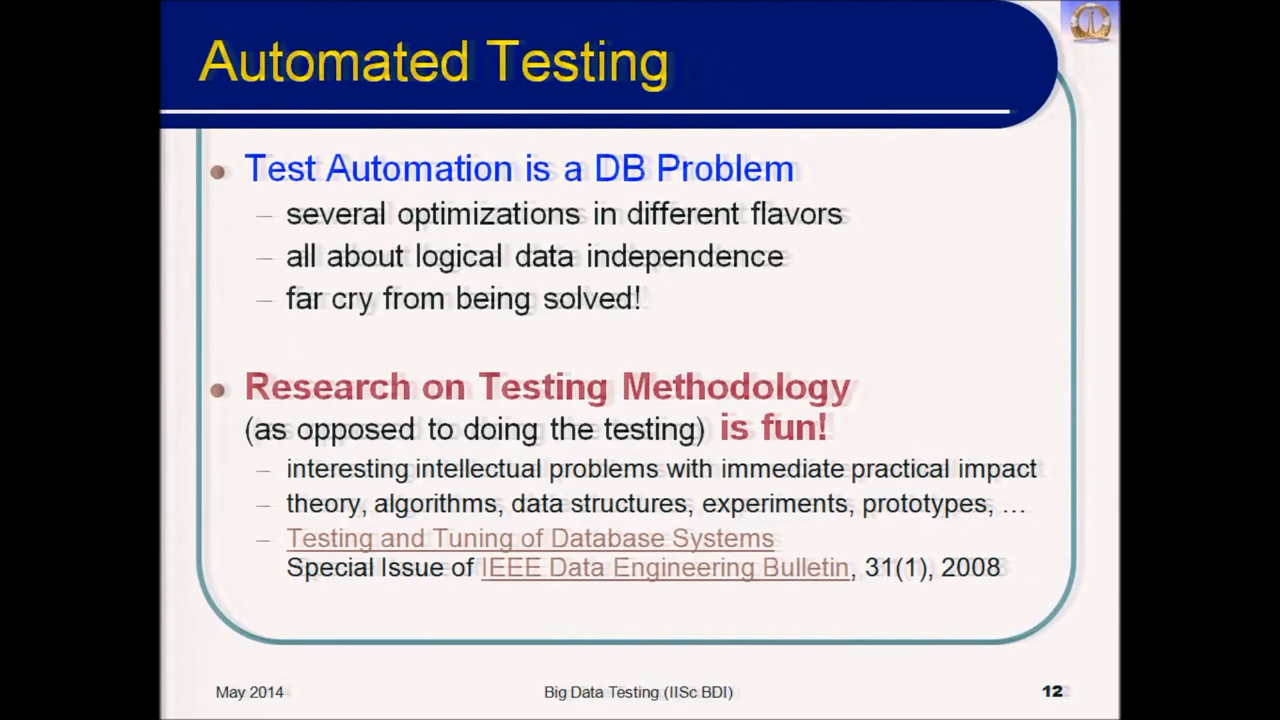 Automated Testing
Test Automation is a DB Problem
– several optimizations in different flavors
– all about logical data independence
– far cry from being solved!
Research on Testing Methodology
(as opposed to doing the testing) is fun!
– interesting intellectual problems with immediate practical impact
– theory, algorithms, data structures, experiments, prototypes, ...
– Testing and Tuning of Database Systems
Special Issue of IEEE Data Engineering Bulletin, 31(1), 2008
May 2014 Big Data Testing (IISc BDI) 12